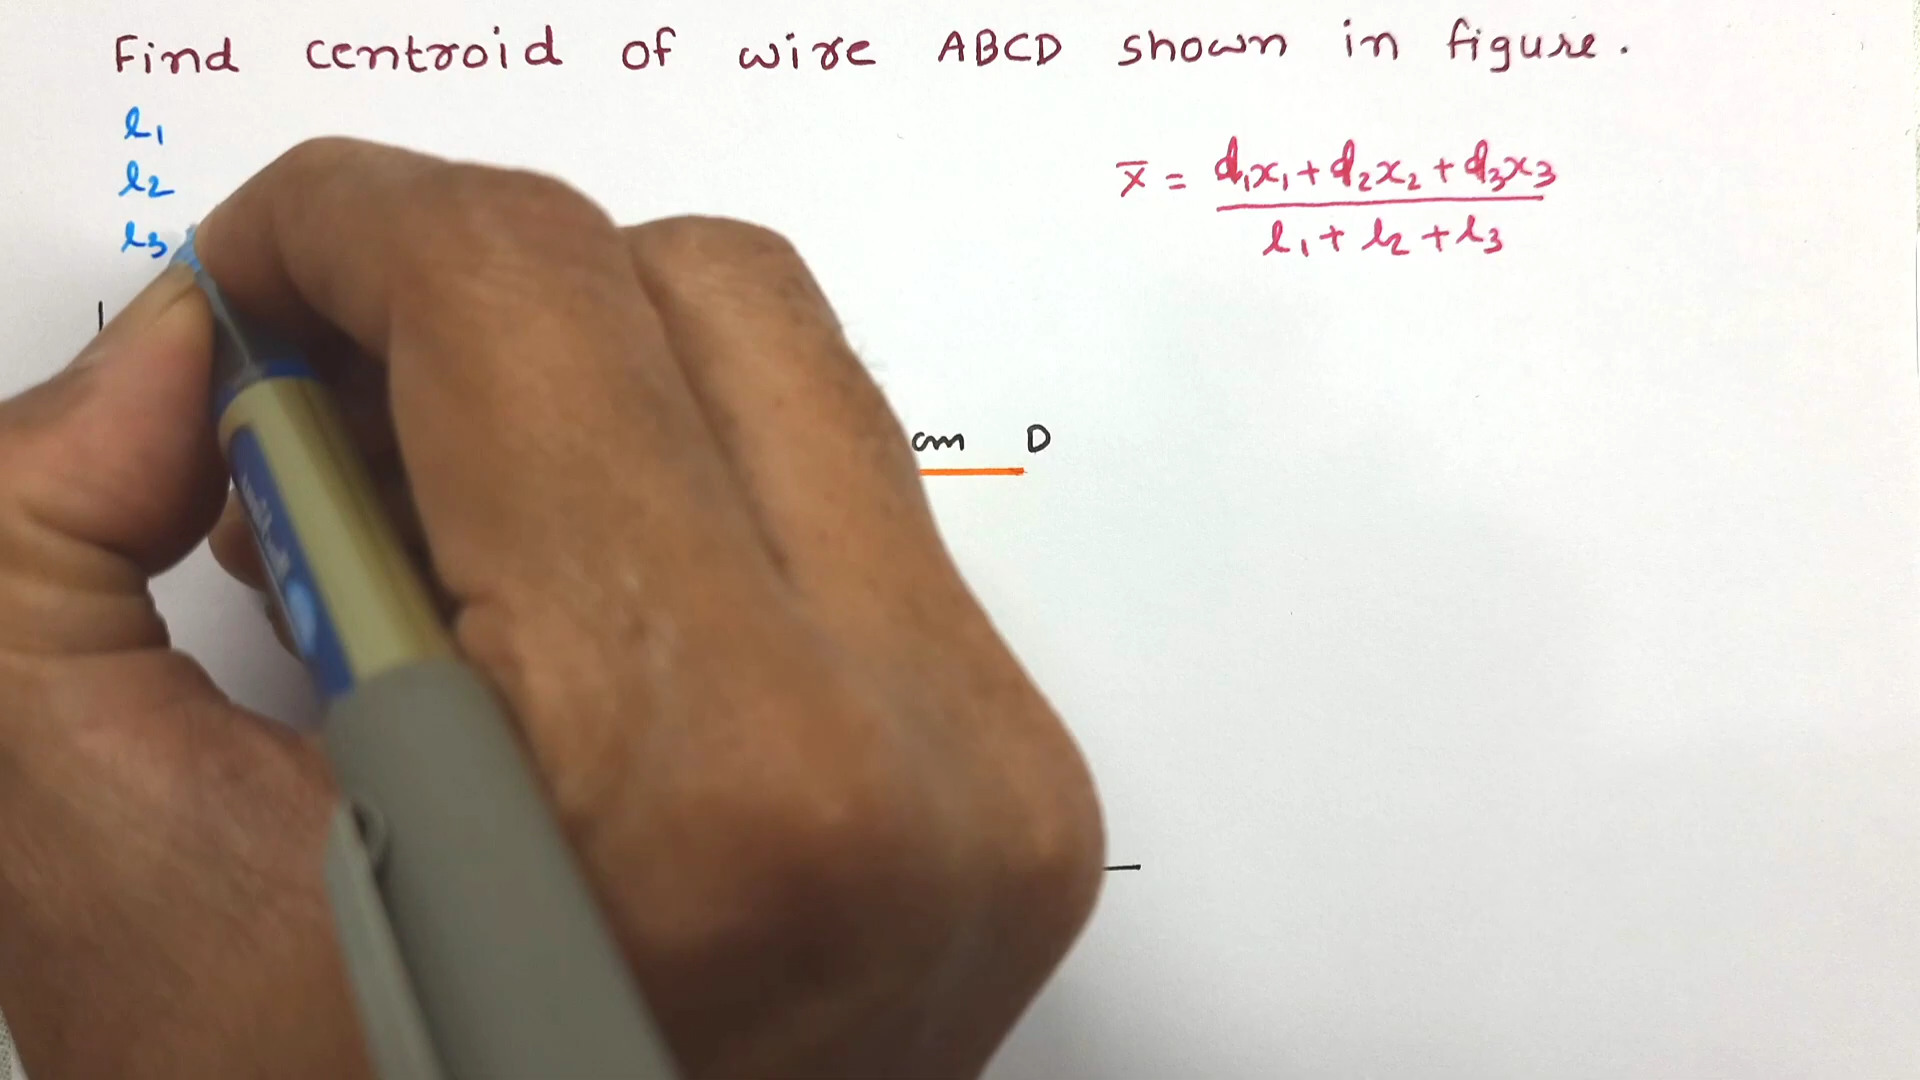 Find centroid of wire ABCD shown in figure.
l1
l2
l3
x̄ = l1x1 + l2x2 + l3x3
l1 + l2 + l3
cm D